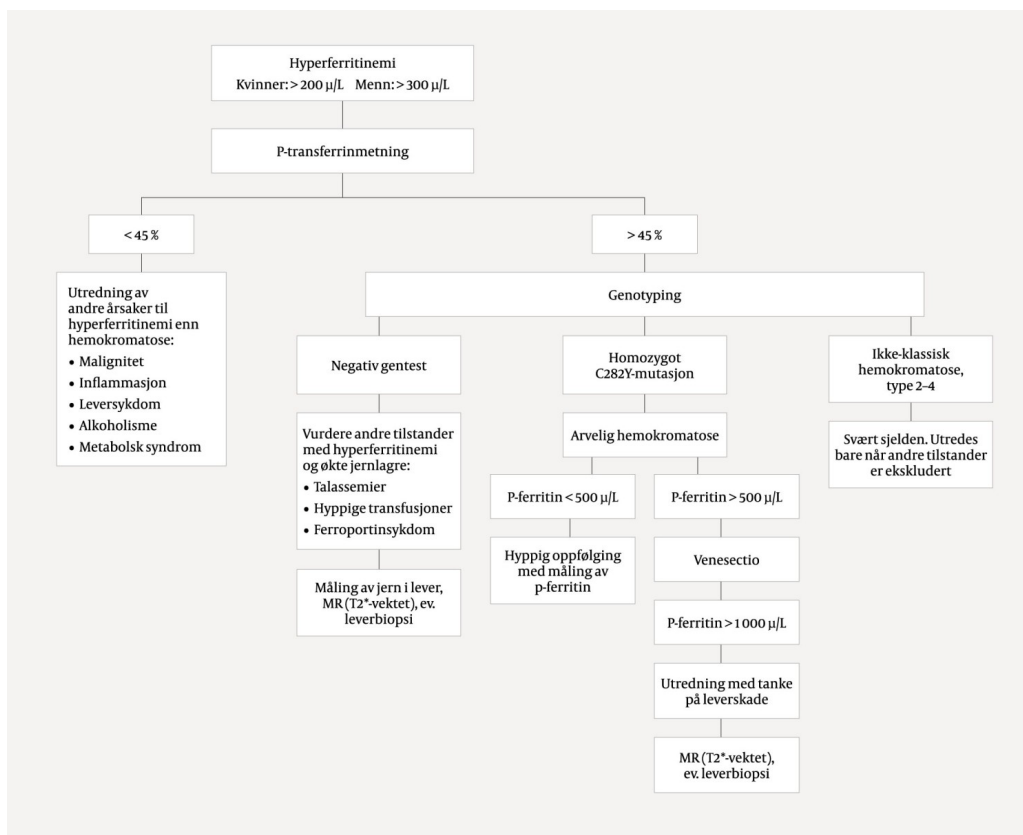 Hyperferritinemi
Kvinner: > 200 µ/L Menn: > 300 µ/L
P-transferrinmetning
< 45 %
> 45 %
Utredning av
andre årsaker til
hyperferritinemi enn
hemokromatose:
• Malignitet
• Inflammasjon
• Leversykdom
• Alkoholisme
• Metabolsk syndrom
Genotyping
Negativ gentest
Vurdere andre tilstander
med hyperferritinemi
og økte jernlagre:
• Talassemier
• Hyppige transfusjoner
• Ferroportinsykdom
Måling av jern i lever,
MR (T2*-vektet), ev.
leverbiopsi
Homozygot
C282Y-mutasjon
Arvelig hemokromatose
P-ferritin < 500 µ/L
Hyppig oppfølging
med måling av
p-ferritin
P-ferritin > 500 µ/L
Venesectio
P-ferritin > 1 000 µ/L
Utredning med tanke
på leverskade
MR (T2*-vektet),
ev. leverbiopsi
Ikke-klassisk
hemokromatose,
type 2–4
Svært sjelden. Utredes
bare når andre tilstander
er ekskludert